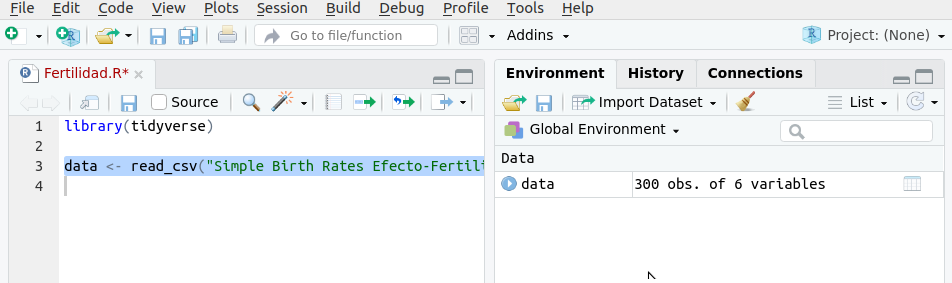 File Edit Code View Plots Session Build Debug Profile Tools Help
Go to file/function
Addins
Project: (None)
Fertilidad.R*
Source
1 library(tidyverse)
2
3 data <- read_csv("Simple Birth Rates Efecto-Fertili
4
Environment History Connections
Import Dataset
List
Global Environment
Data
data 300 obs. of 6 variables